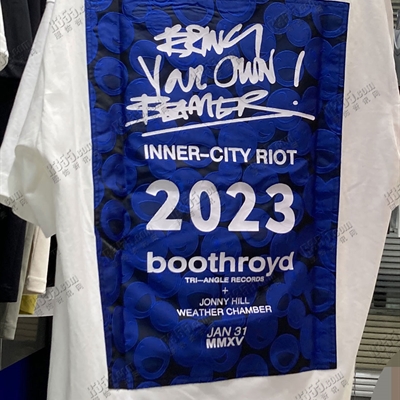 BRING
YOUR OWN!
BEAMER!
INNER-CITY RIOT
2023
boothroyd
TRI-ANGLE RECORDS
+
JONNY HILL
WEATHER CHAMBER
JAN 31
MMXV